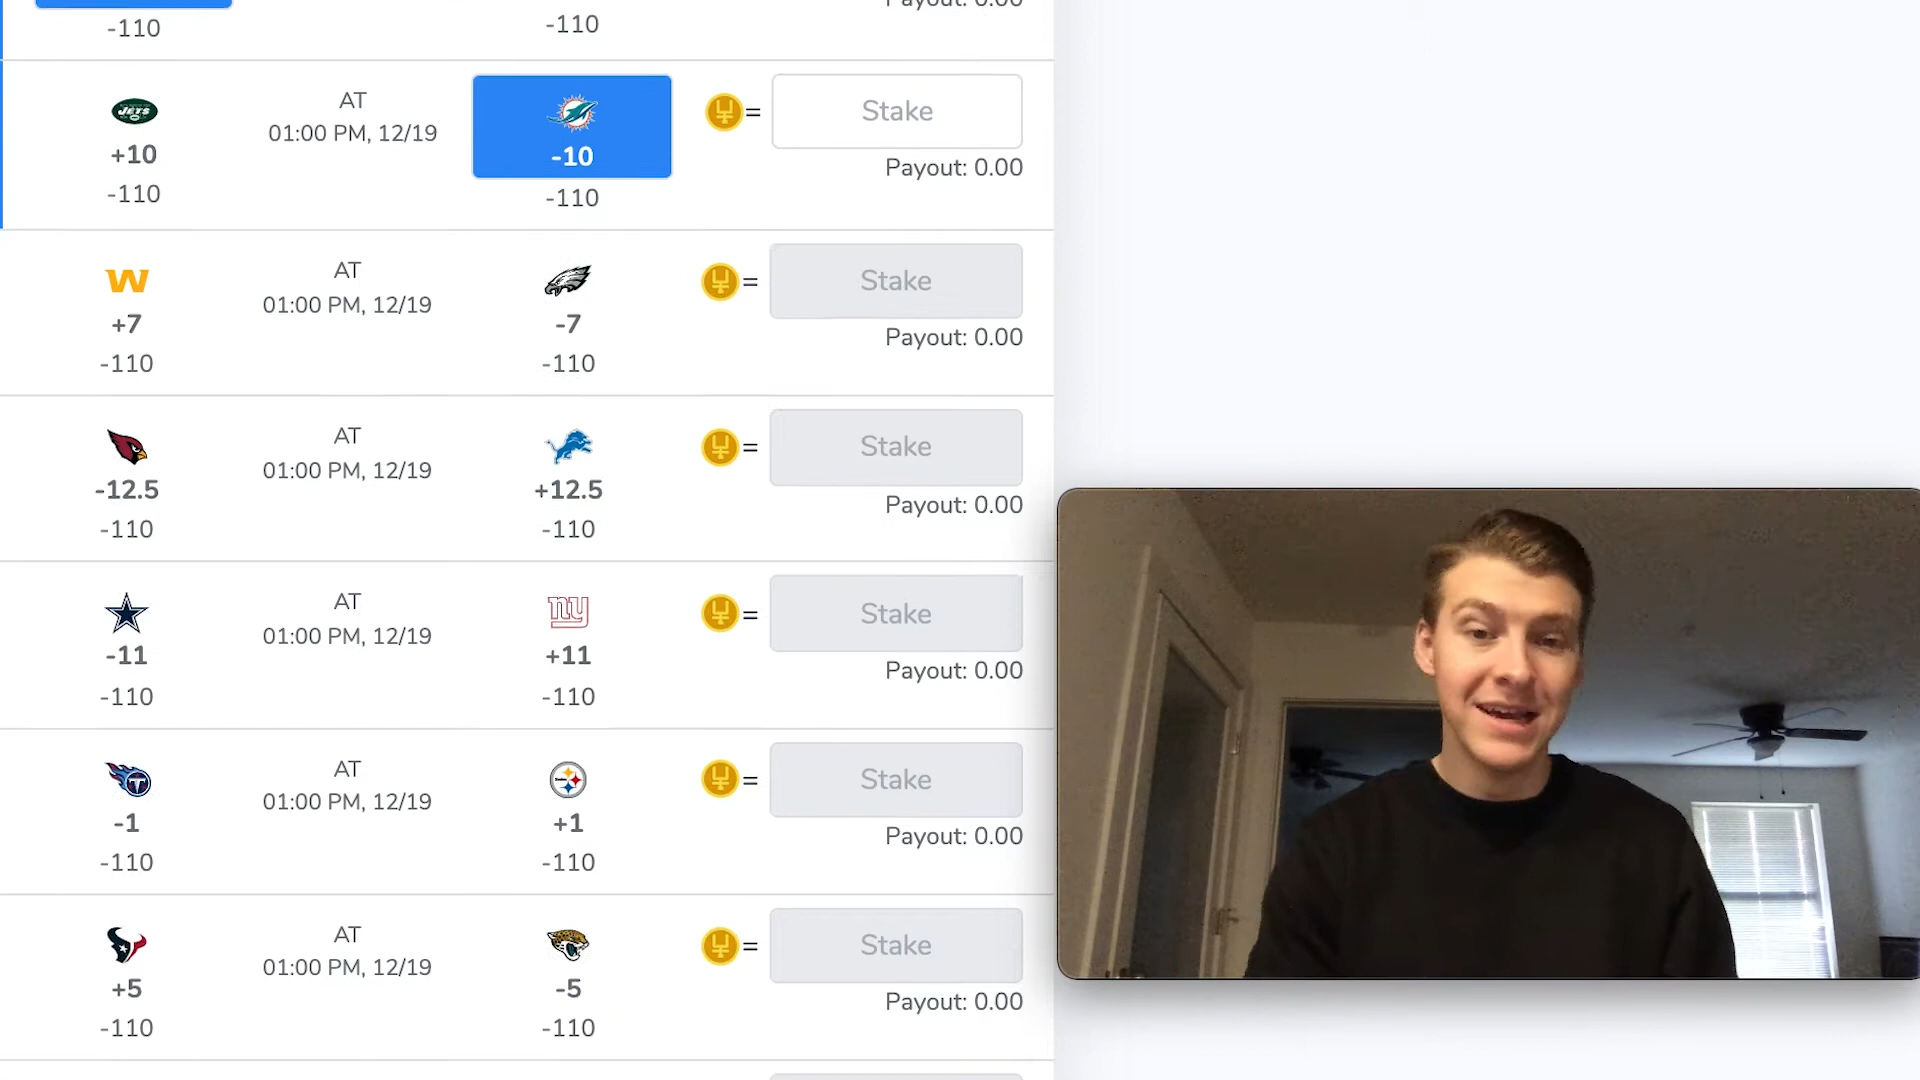 Payout: 0.00
-110
-110
JETS
AT
01:00 PM, 12/19
+10
-110
-10
-110
=
Stake
Payout: 0.00
W
AT
01:00 PM, 12/19
+7
-110
-7
-110
=
Stake
Payout: 0.00
AT
01:00 PM, 12/19
-12.5
-110
+12.5
-110
=
Stake
Payout: 0.00
AT
01:00 PM, 12/19
-11
-110
ny
+11
-110
=
Stake
Payout: 0.00
AT
01:00 PM, 12/19
-1
-110
+1
-110
=
Stake
Payout: 0.00
AT
01:00 PM, 12/19
+5
-110
-5
-110
=
Stake
Payout: 0.00